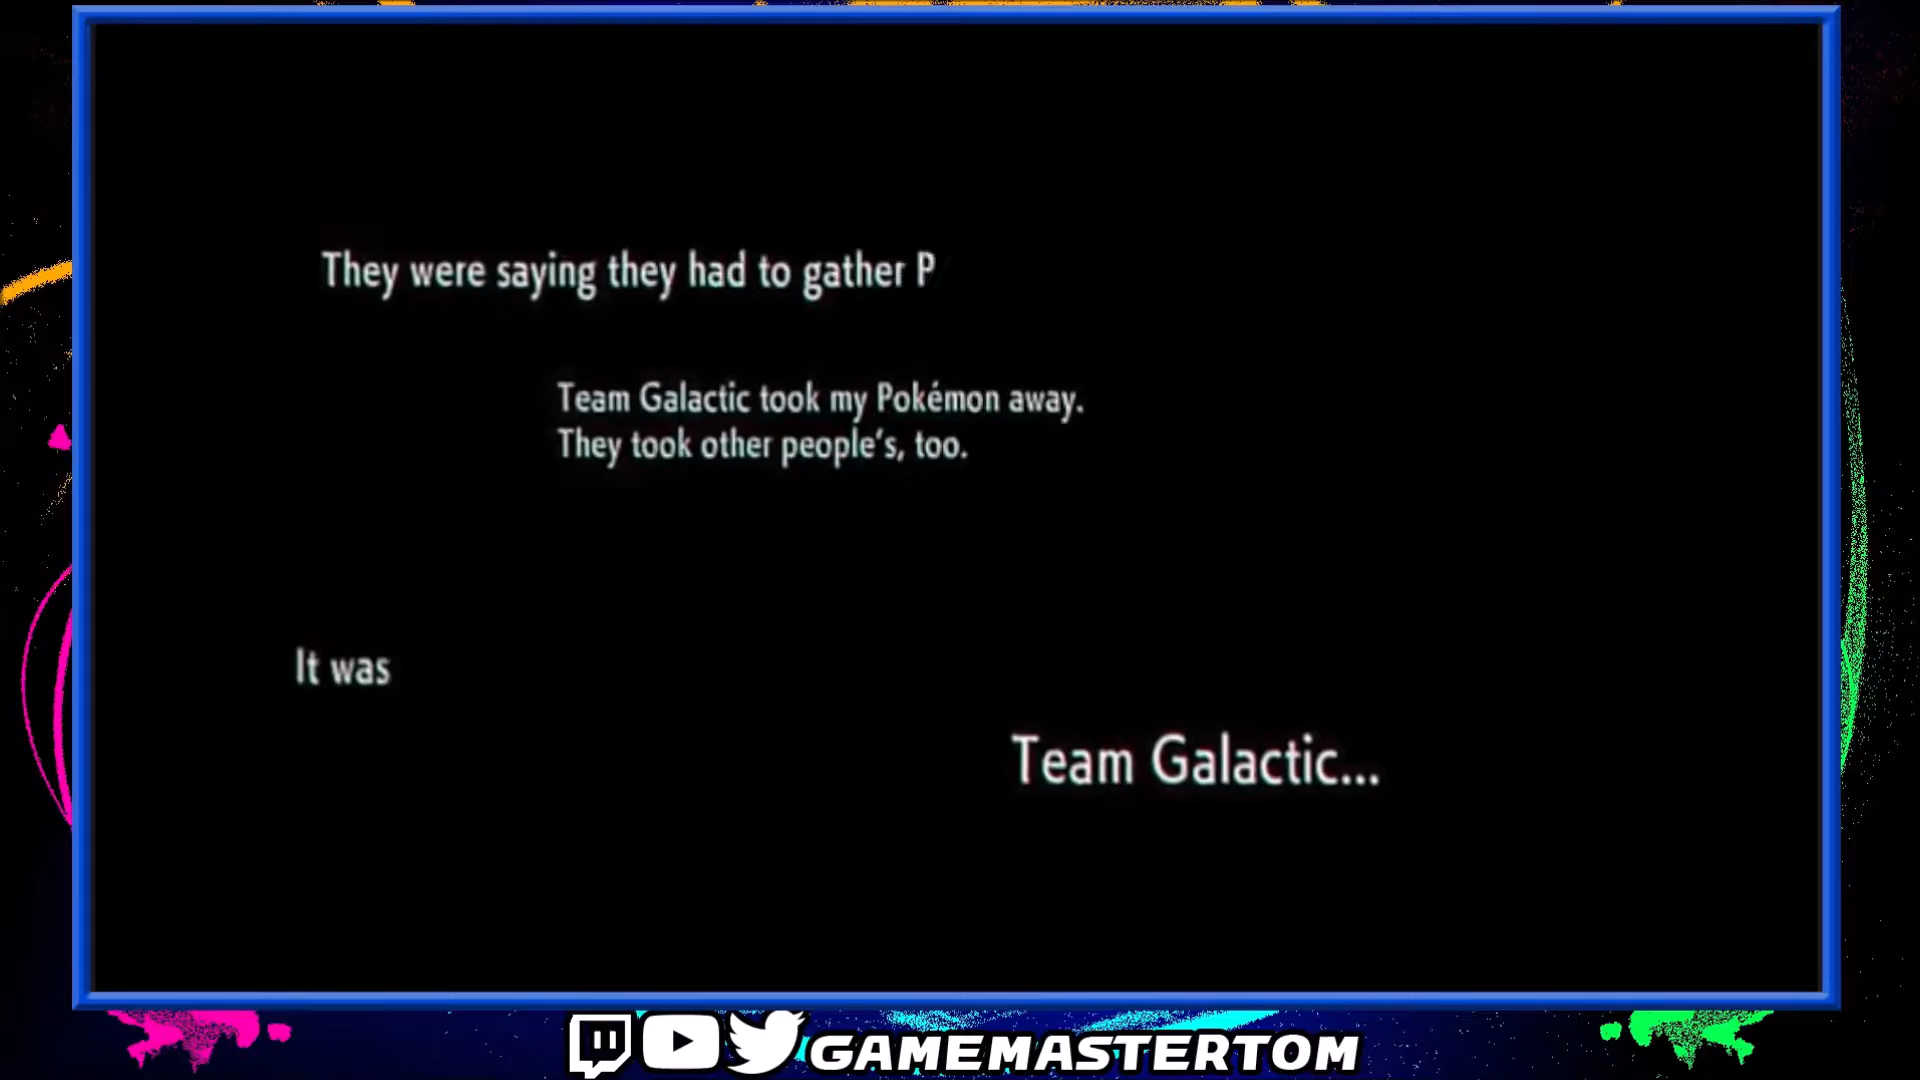 They were saying they had to gather P
Team Galactic took my Pokémon away.
They took other people's, too.
It was
Team Galactic...
GAMEMASTERTOM